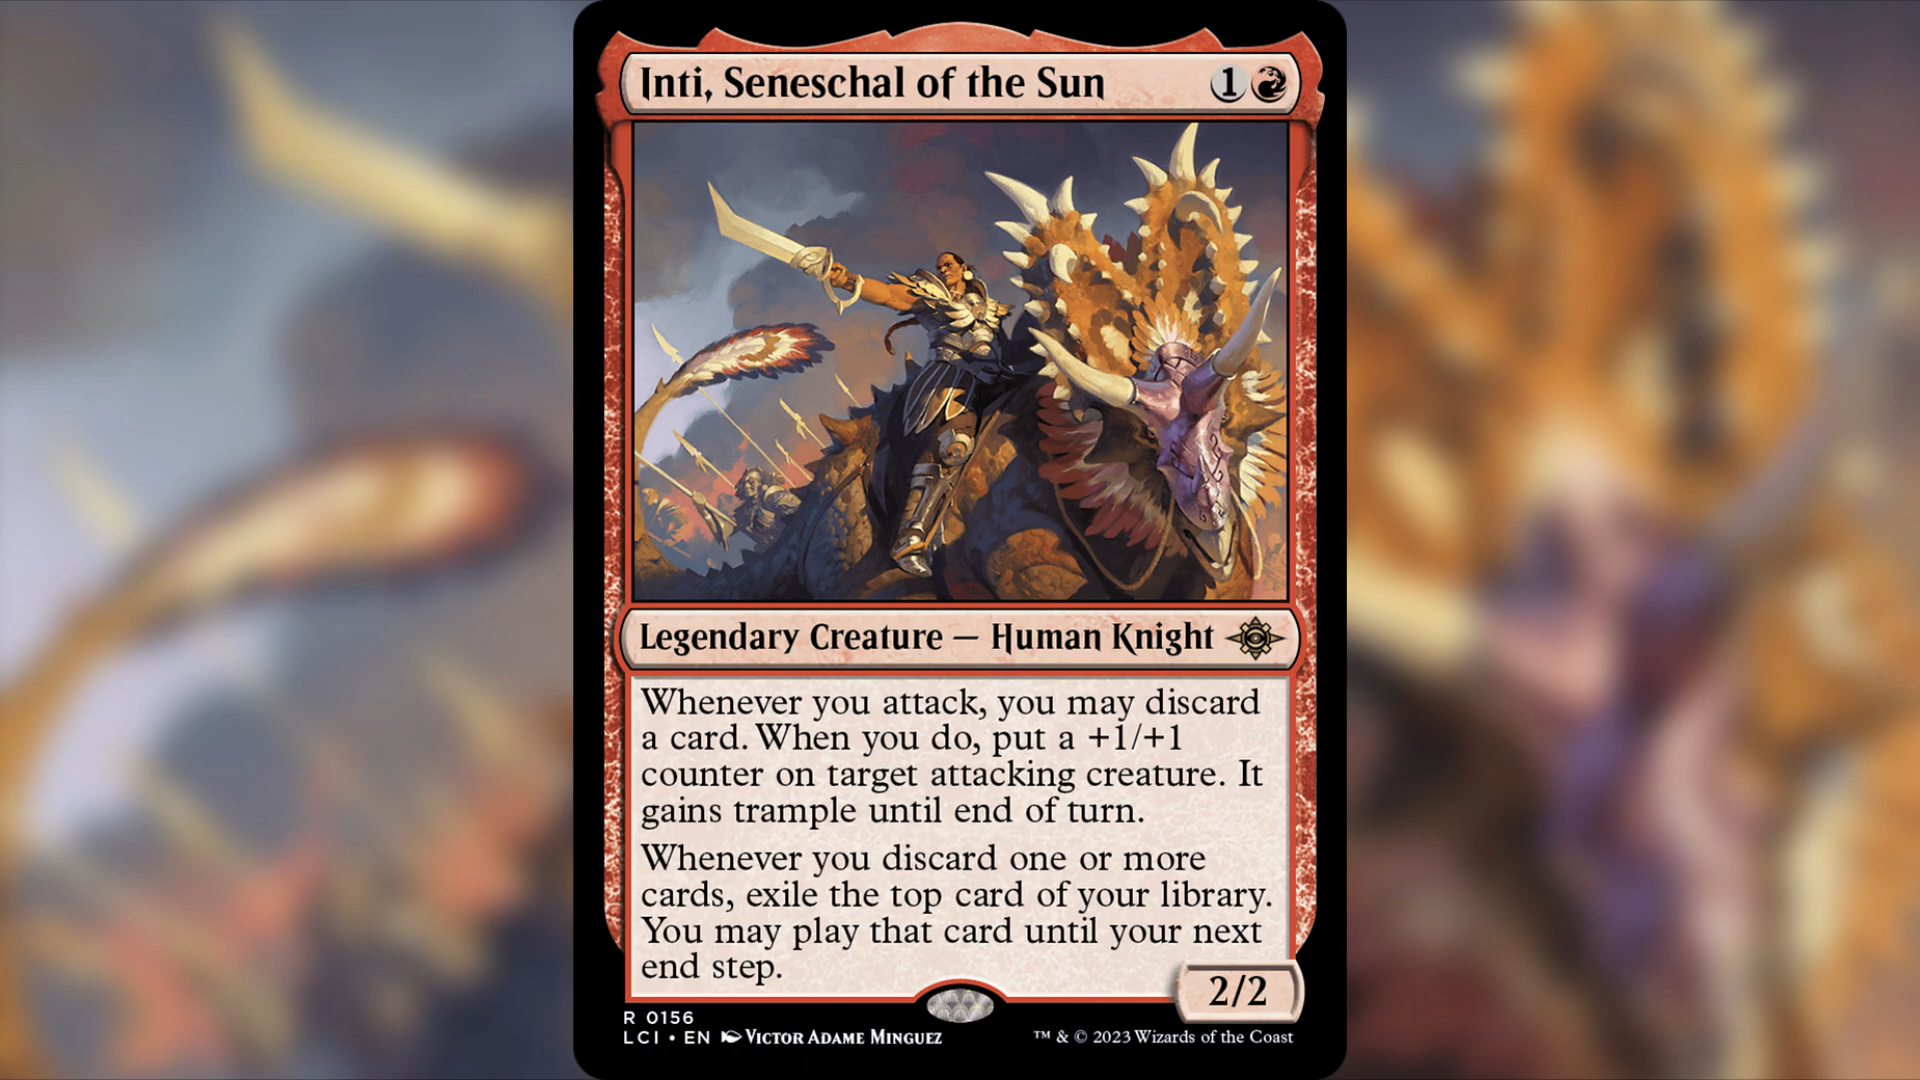 Inti, Seneschal of the Sun 1
Legendary Creature — Human Knight
Whenever you attack, you may discard
a card. When you do, put a +1/+1
counter on target attacking creature. It
gains trample until end of turn.
Whenever you discard one or more
cards, exile the top card of your library.
You may play that card until your next
end step.
2/2
R 0156
LCI • EN Victor Adame Minguez
™ & © 2023 Wizards of the Coast